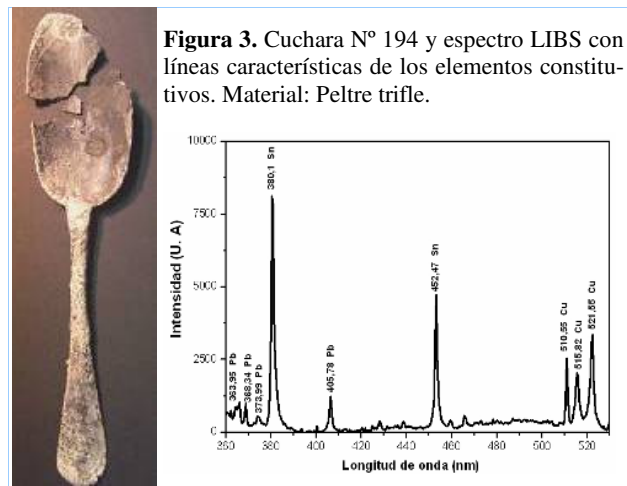 Figura 3. Cuchara Nº 194 y espectro LIBS con
líneas características de los elementos constitu-
tivos. Material: Peltre trifle.
10000
7500
5000
2500
0
Intensidad (U. A)
363,95 Pb
368,34 Pb
373,99 Pb
380,1 Sn
405,78 Pb
452,47 Sn
510,55 Cu
515,82 Cu
521,55 Cu
360 380 400 420 440 460 480 500 520
Longitud de onda (nm)